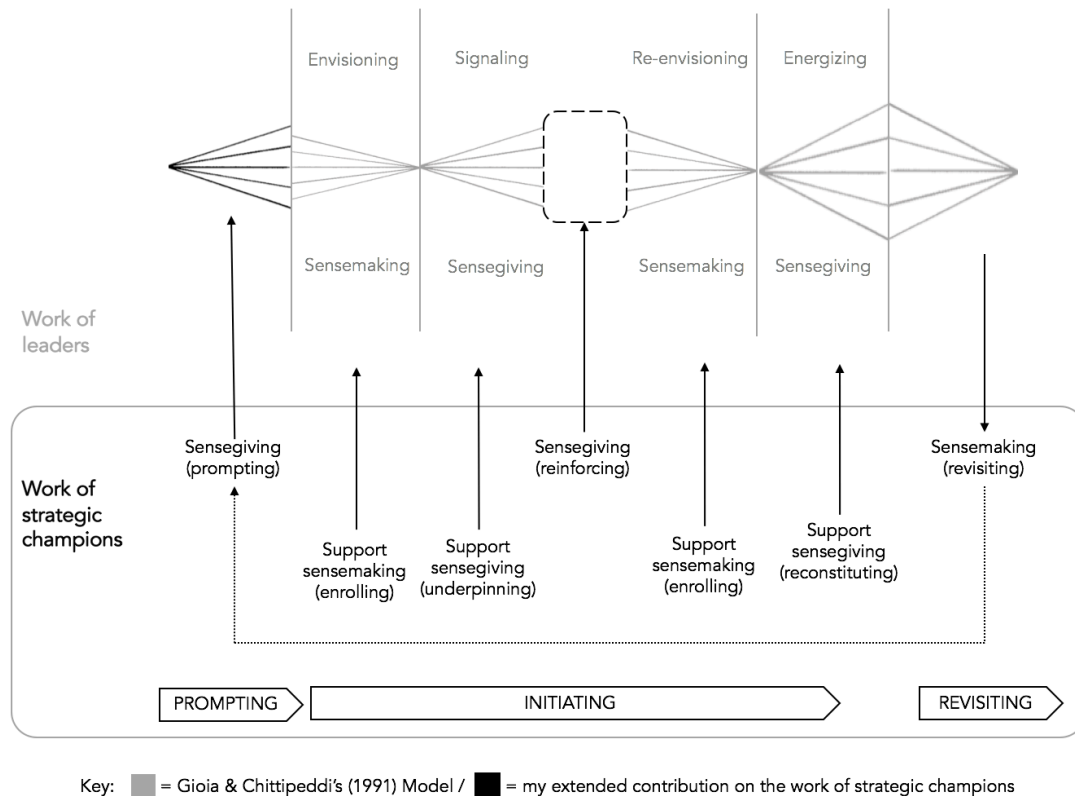 Envisioning
Signaling
Re-envisioning
Energizing
Sensemaking
Sensegiving
Sensemaking
Sensegiving
Work of
leaders
Sensegiving
(prompting)
Sensegiving
(reinforcing)
Sensemaking
(revisiting)
Work of
strategic
champions
Support
sensemaking
(enrolling)
Support
sensegiving
(underpinning)
Support
sensemaking
(enrolling)
Support
sensegiving
(reconstituting)
PROMPTING
INITIATING
REVISITING
Key: = Gioia & Chittipeddi's (1991) Model / = my extended contribution on the work of strategic champions